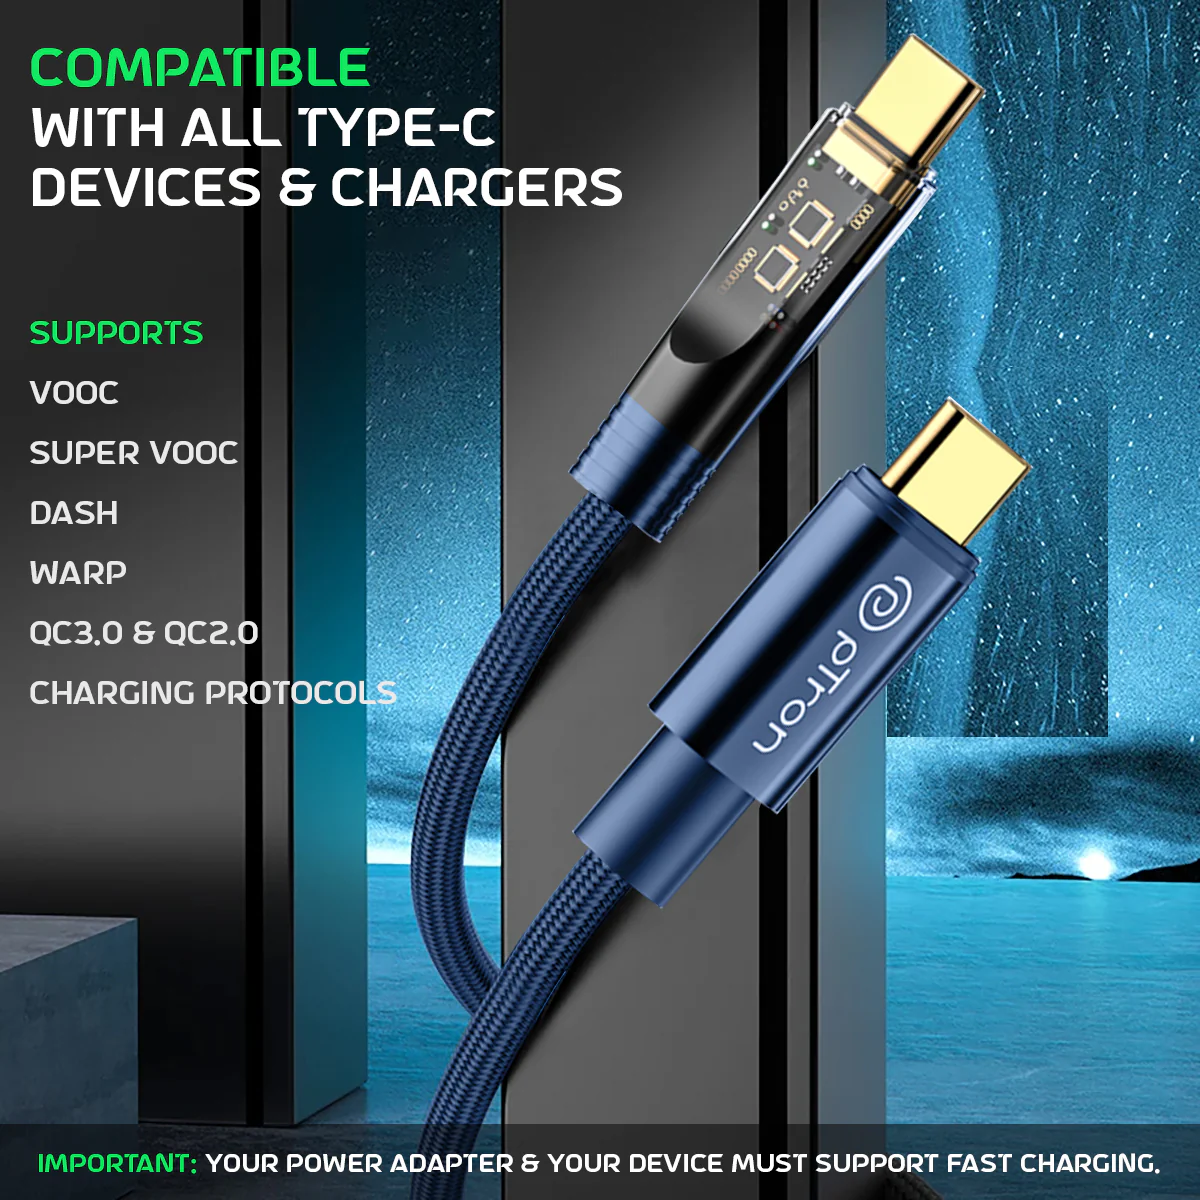 COMPATIBLE
WITH ALL TYPE-C
DEVICES & CHARGERS
SUPPORTS
VOOC
SUPER VOOC
DASH
WARP
QC3.0 & QC2.0
CHARGING PROTOCOLS
pTron
IMPORTANT: YOUR POWER ADAPTER & YOUR DEVICE MUST SUPPORT FAST CHARGING.